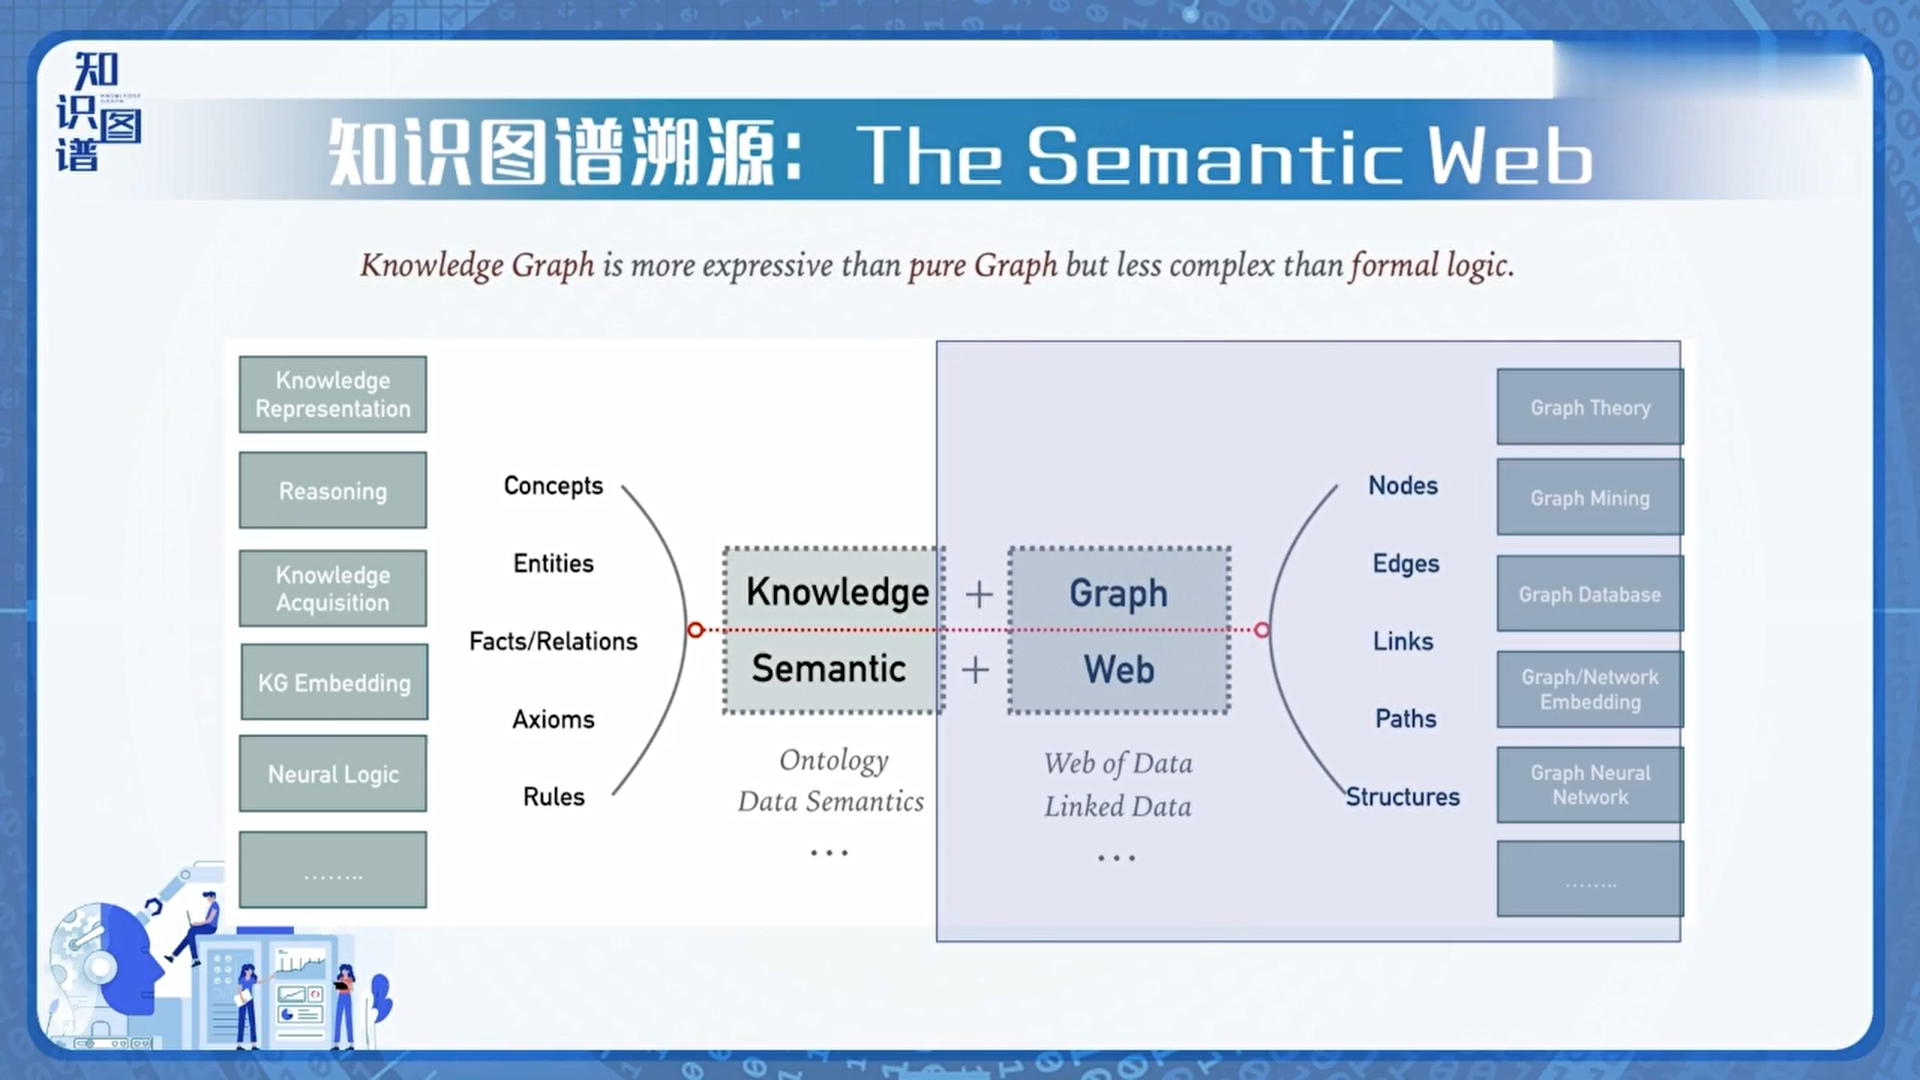 知
识图
谱
KNOWLEDGE
GRAPH
知识图谱溯源：The Semantic Web
Knowledge Graph is more expressive than pure Graph but less complex than formal logic.
Knowledge
Representation
Reasoning
Knowledge
Acquisition
KG Embedding
Neural Logic
........
Concepts
Entities
Facts/Relations
Axioms
Rules
Knowledge + Graph
Semantic + Web
Ontology
Data Semantics
...
Web of Data
Linked Data
...
Nodes
Edges
Links
Paths
Structures
Graph Theory
Graph Mining
Graph Database
Graph/Network
Embedding
Graph Neural
Network
........